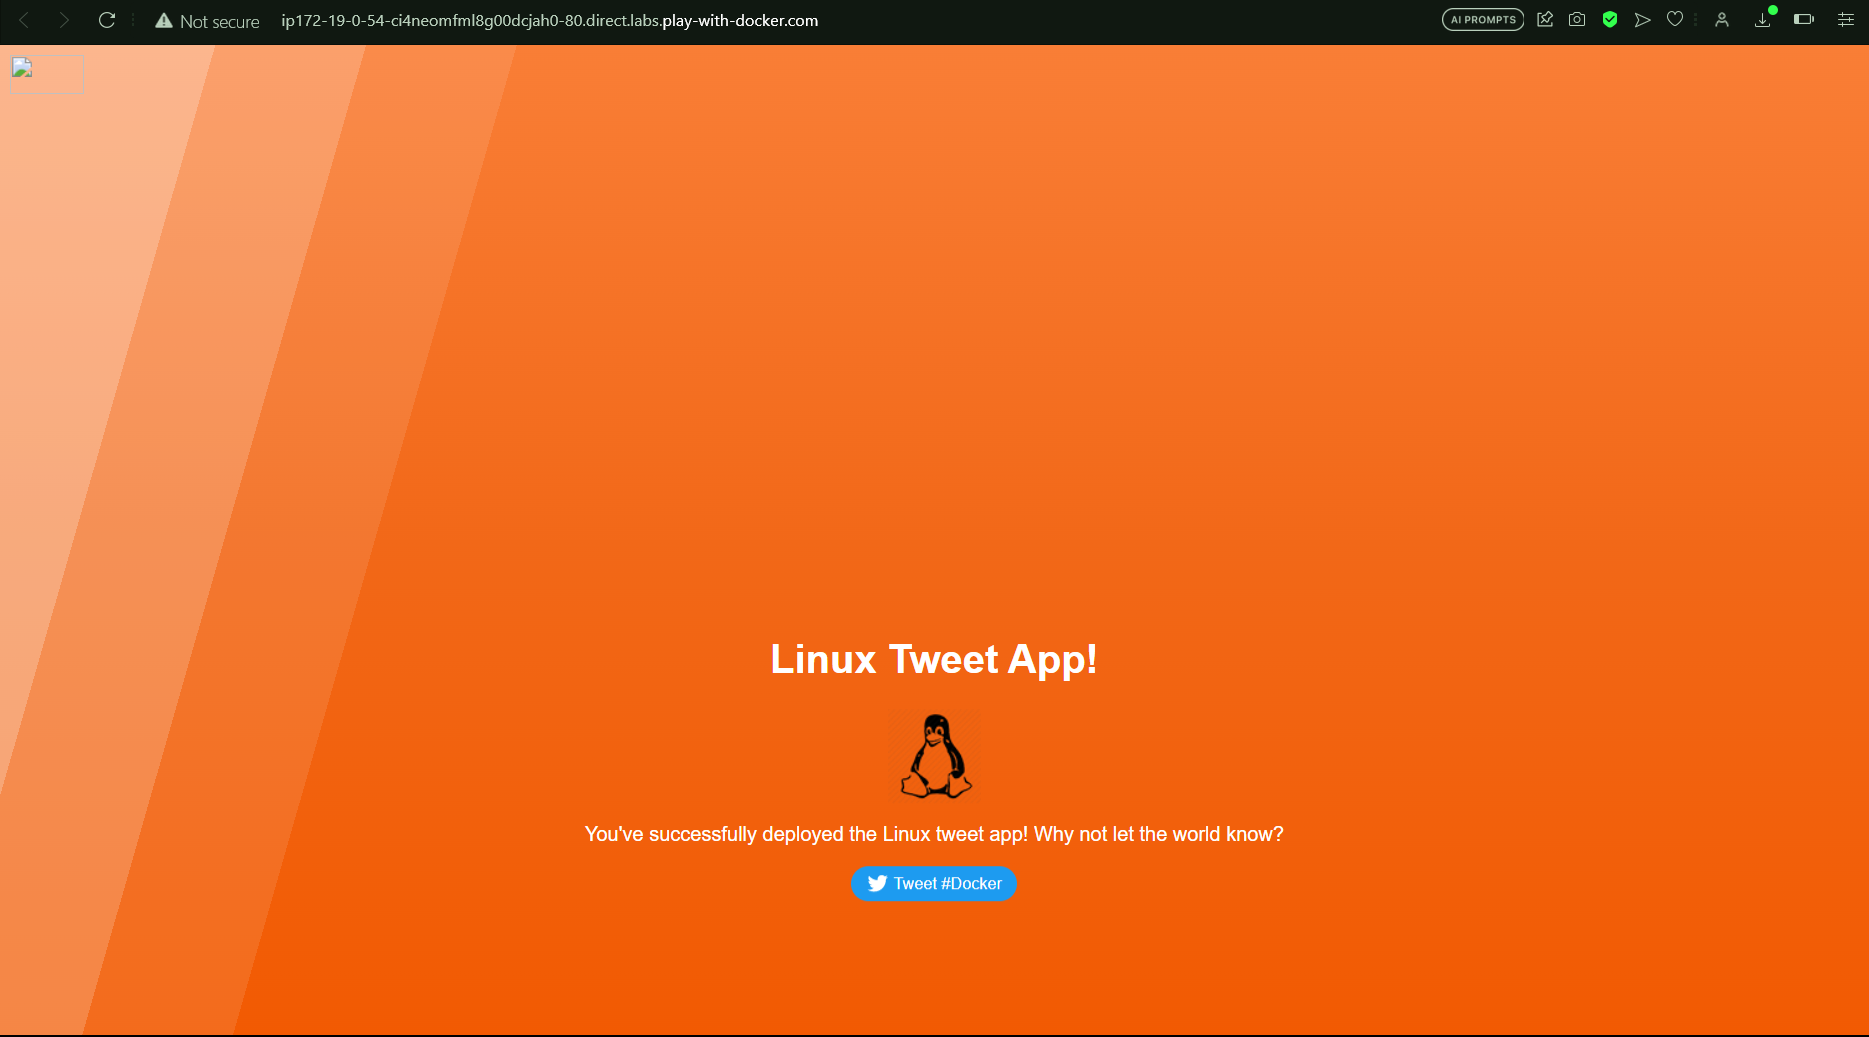 Not secure
ip172-19-0-54-ci4neomfml8g00dcjah0-80.direct.labs.play-with-docker.com
AI PROMPTS
Linux Tweet App!
You've successfully deployed the Linux tweet app! Why not let the world know?
Tweet #Docker